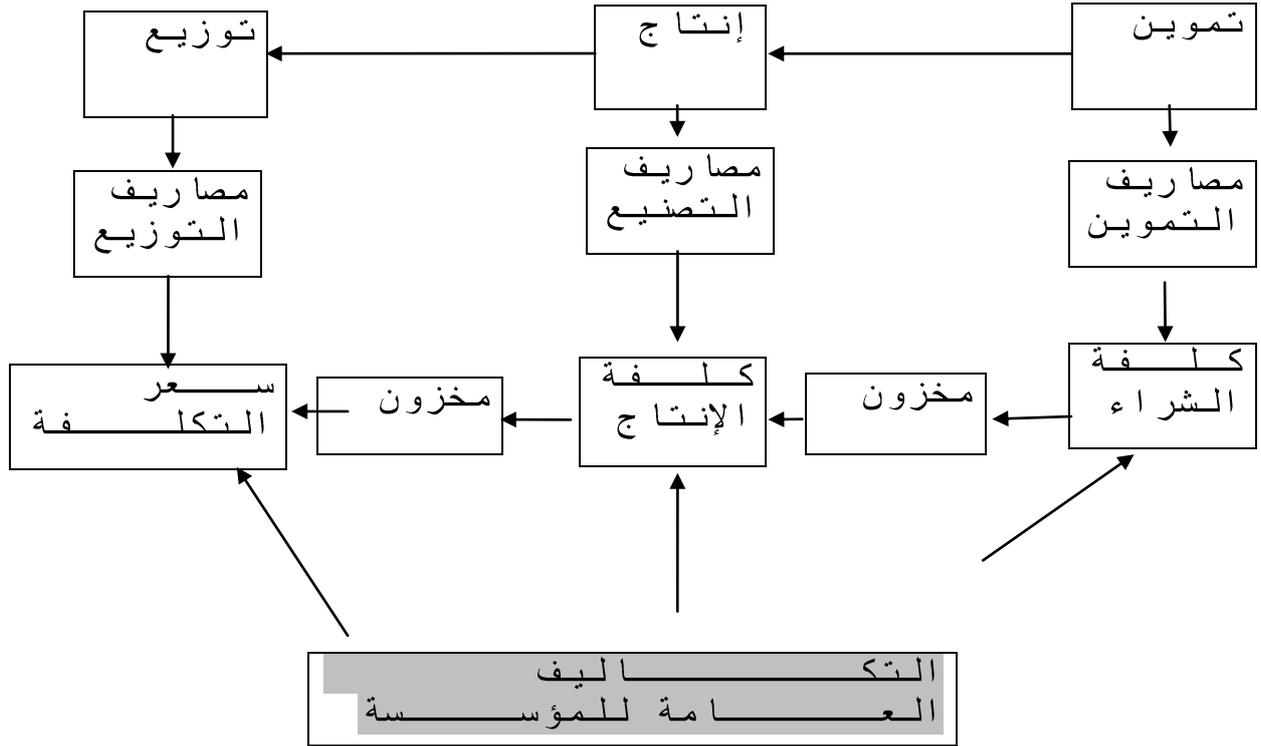 تموين
إنتاج
توزيع
مصاريف
التموين
مصاريف
التصنيع
مصاريف
التوزيع
كلفة
الشراء
مخزون
كلفة
الإنتاج
مخزون
سعر
التكلفة
التكاليف
العامة للمؤسسة